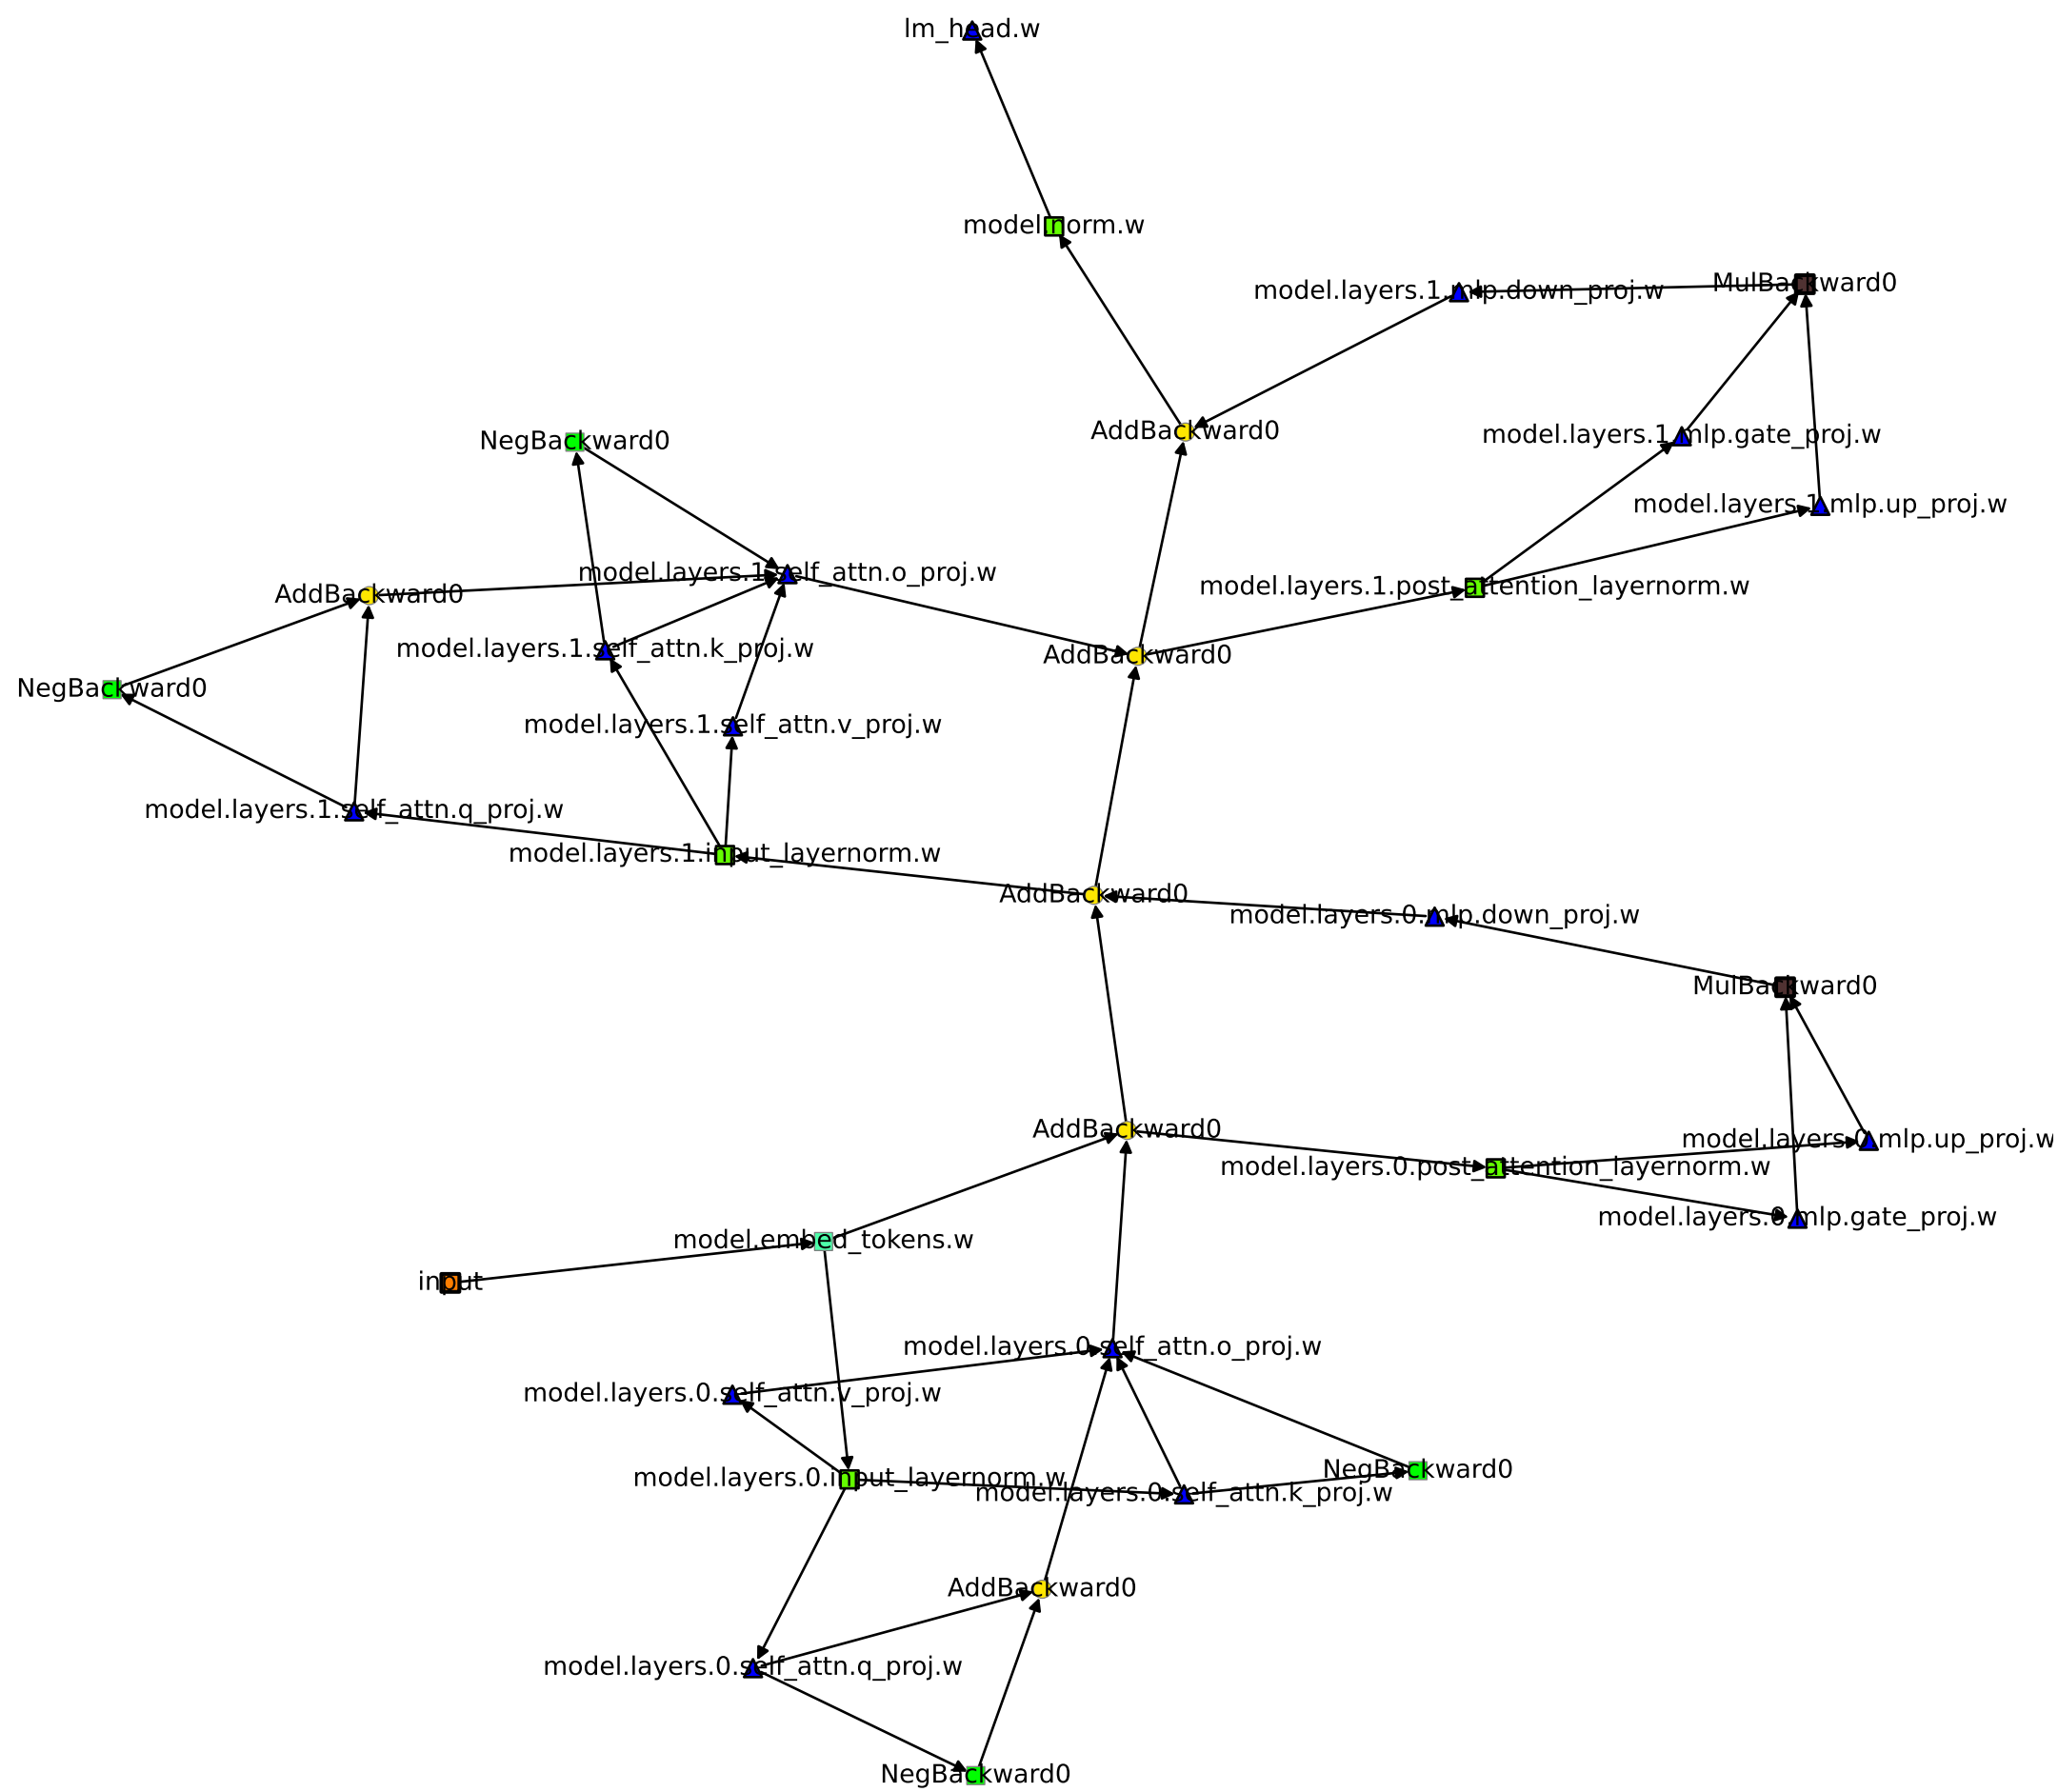 lm_head.w
model.norm.w
MulBackward0
model.layers.1.mlp.down_proj.w
AddBackward0
model.layers.1.mlp.gate_proj.w
NegBackward0
model.layers.1.mlp.up_proj.w
model.layers.1.self_attn.o_proj.w
model.layers.1.post_attention_layernorm.w
AddBackward0
model.layers.1.self_attn.k_proj.w
AddBackward0
NegBackward0
model.layers.1.self_attn.v_proj.w
model.layers.1.self_attn.q_proj.w
model.layers.1.input_layernorm.w
AddBackward0
model.layers.0.mlp.down_proj.w
MulBackward0
AddBackward0
model.layers.0.mlp.up_proj.w
model.layers.0.post_attention_layernorm.w
model.layers.0.mlp.gate_proj.w
model.embed_tokens.w
input
model.layers.0.self_attn.o_proj.w
model.layers.0.self_attn.v_proj.w
NegBackward0
model.layers.0.input_layernorm.w
model.layers.0.self_attn.k_proj.w
AddBackward0
model.layers.0.self_attn.q_proj.w
NegBackward0